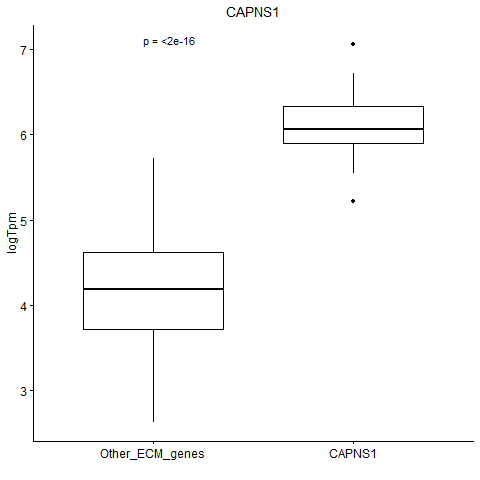 CAPNS1
p = <2e-16
7
6
5
4
3
logTpm
Other_ECM_genes
CAPNS1